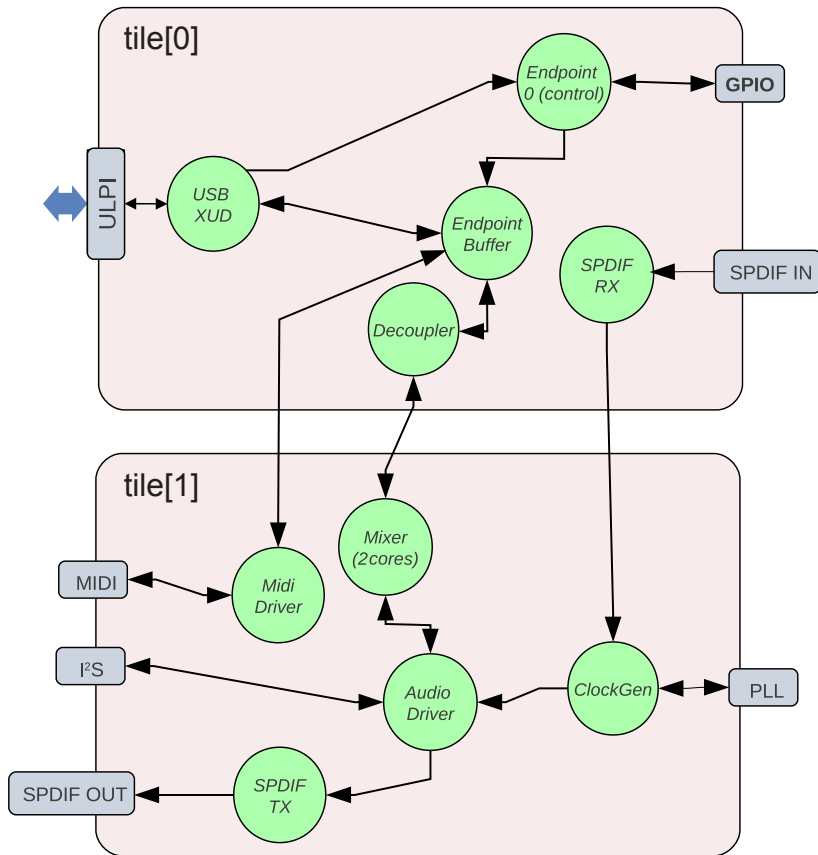 tile[0]
Endpoint
0 (control)
GPIO
ULPI
USB
XUD
Endpoint
Buffer
SPDIF
RX
SPDIF IN
Decoupler
tile[1]
Mixer
(2cores)
MIDI
Midi
Driver
I²S
Audio
Driver
ClockGen
PLL
SPDIF OUT
SPDIF
TX